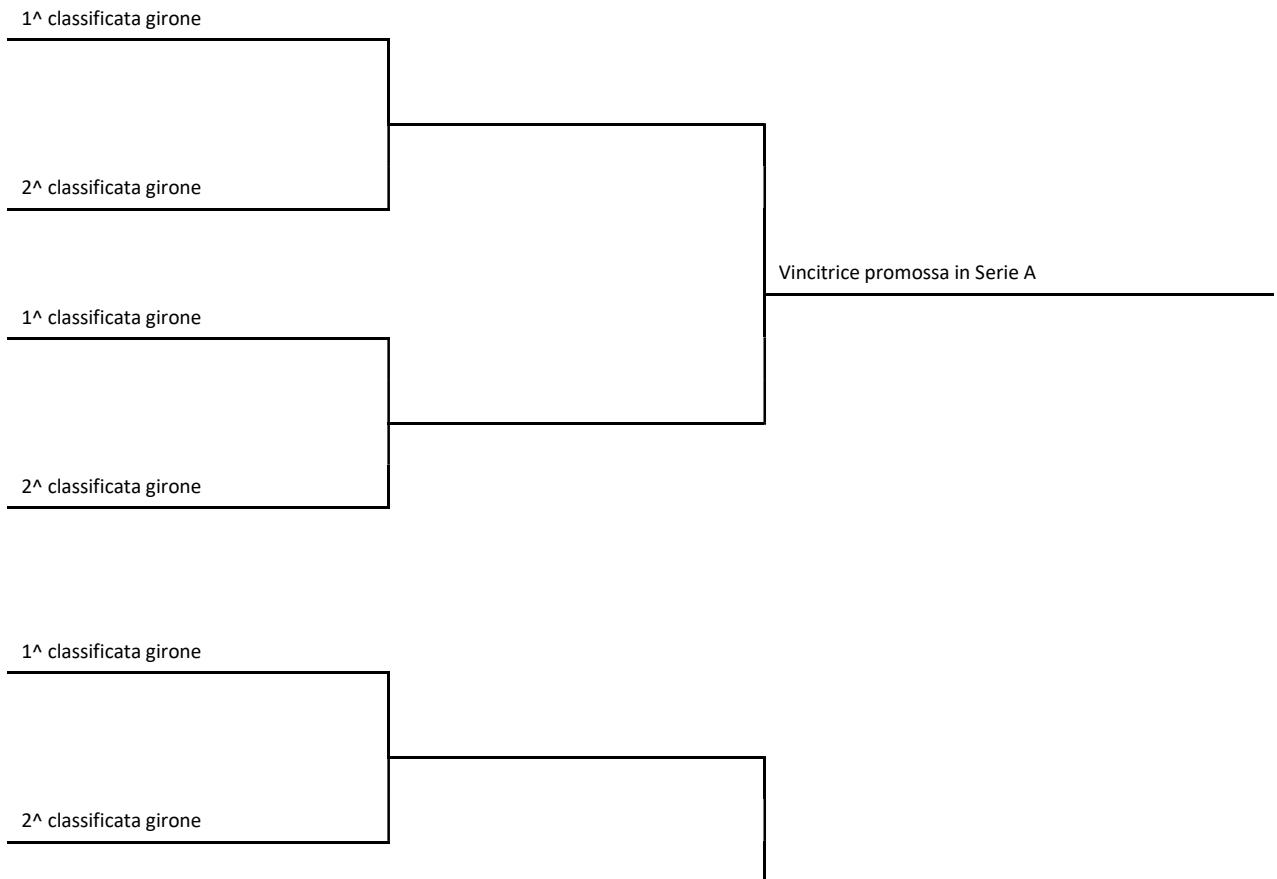 1^ classificata girone
2^ classificata girone
Vincitrice promossa in Serie A
1^ classificata girone
2^ classificata girone
1^ classificata girone
2^ classificata girone